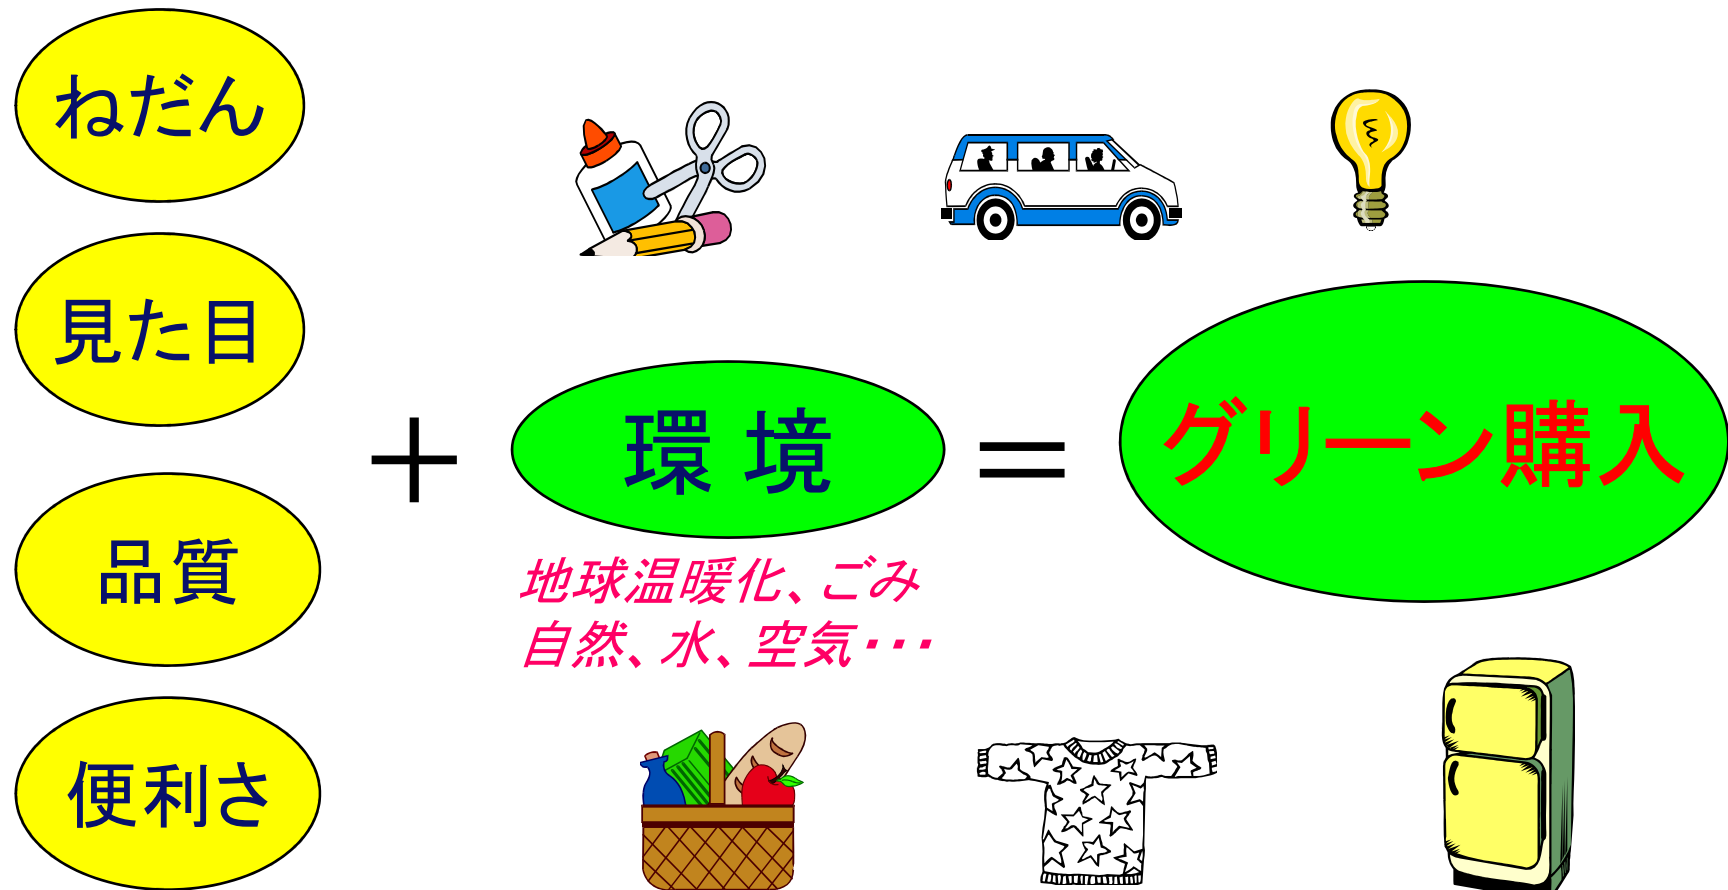 ねだん
見た目
品質
便利さ
＋
環 境
地球温暖化、ごみ
自然、水、空気・・・
＝
グリーン購入